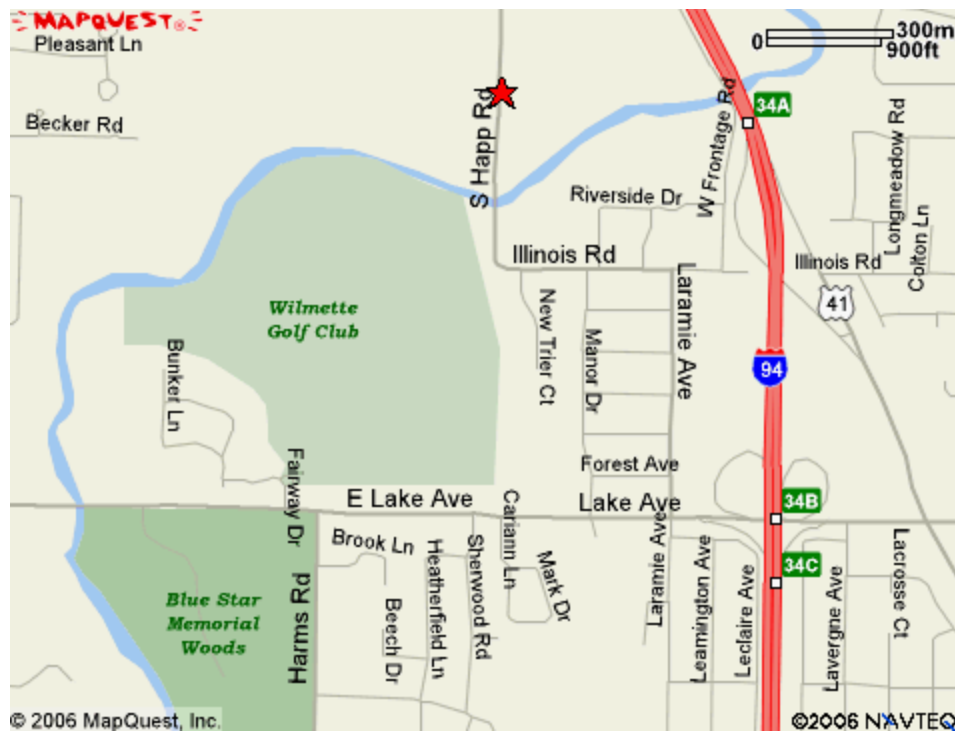 MAPQUEST
Pleasant Ln
0 300m
900ft
34A
S Happ Rd
W Frontage Rd
Becker Rd
Longmeadow Rd
Riverside Dr
Colton Ln
Illinois Rd
Illinois Rd
Laramie Ave
41
Wilmette
Golf Club
New Trier Ct
Manor Dr
Bunker Ln
94
Forest Ave
Fairway Dr
E Lake Ave
Cariann Ln
Lake Ave
34B
Brook Ln
Heatherfield Ln
Sherwood Rd
Mark Dr
Laramie Ave
Leamington Ave
Leclaire Ave
34C
Lavergne Ave
Lacrosse Ct
Blue Star
Memorial
Woods
Harms Rd
Beech Dr
© 2006 MapQuest, Inc.
©2006 NAVTEQ